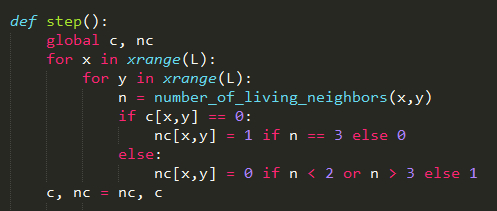 def step():
    global c, nc
    for x in xrange(L):
        for y in xrange(L):
            n = number_of_living_neighbors(x,y)
            if c[x,y] == 0:
                nc[x,y] = 1 if n == 3 else 0
            else:
                nc[x,y] = 0 if n < 2 or n > 3 else 1
    c, nc = nc, c